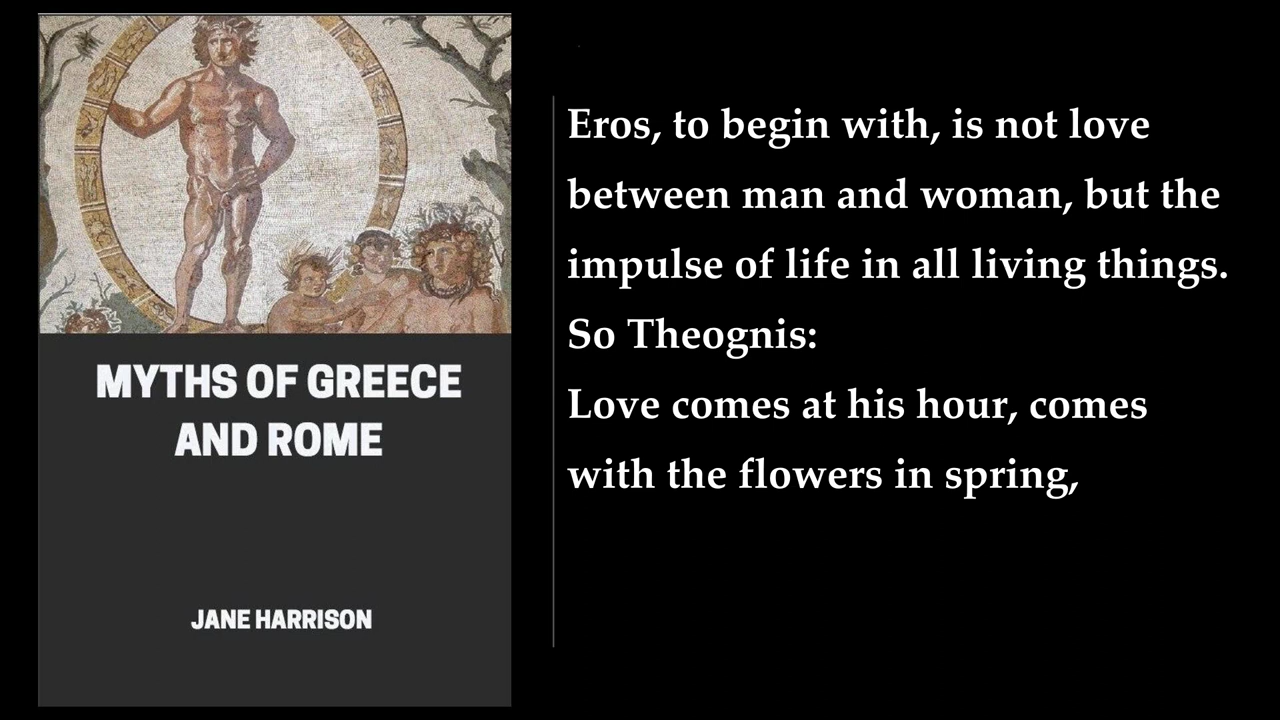 MYTHS OF GREECE
AND ROME
JANE HARRISON
Eros, to begin with, is not love
between man and woman, but the
impulse of life in all living things.
So Theognis:
Love comes at his hour, comes
with the flowers in spring,